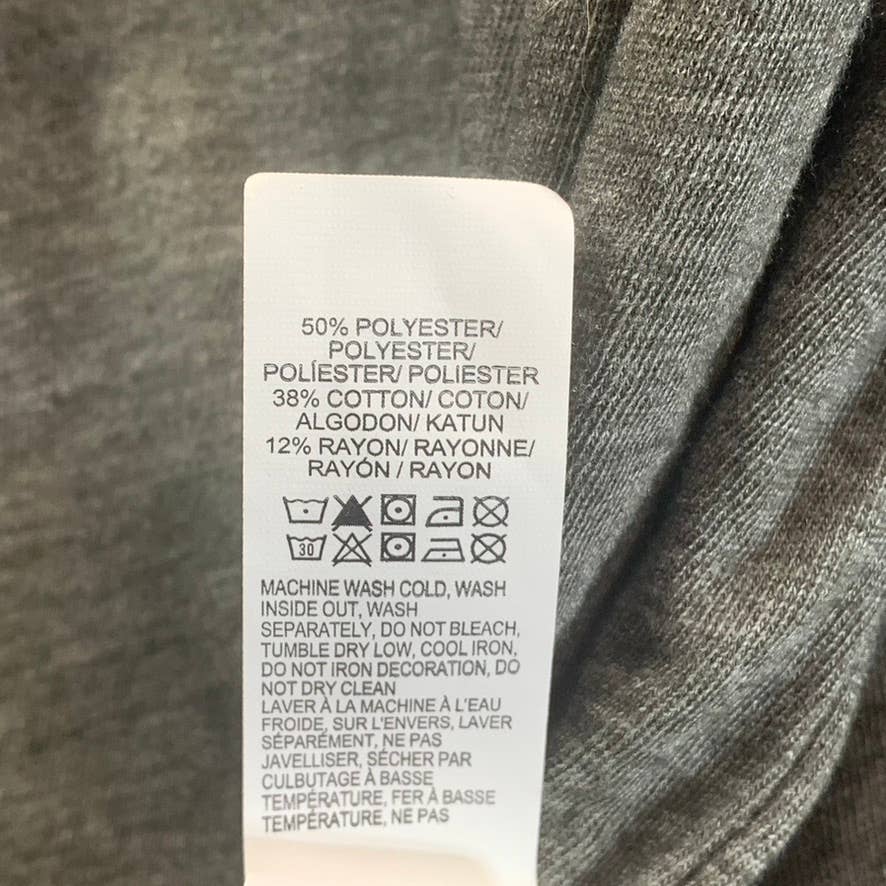 50% POLYESTER/
POLYESTER/
POLÍESTER/ POLIESTER
38% COTTON/ COTON/
ALGODON/ KATUN
12% RAYON/ RAYONNE/
RAYÓN / RAYON
30
MACHINE WASH COLD, WASH
INSIDE OUT, WASH
SEPARATELY, DO NOT BLEACH,
TUMBLE DRY LOW, COOL IRON,
DO NOT IRON DECORATION, DO
NOT DRY CLEAN
LAVER À LA MACHINE À L'EAU
FROIDE, SUR L'ENVERS, LAVER
SÉPARÉMENT, NE PAS
JAVELLISER, SÉCHER PAR
CULBUTAGE À BASSE
TEMPÉRATURE, FER À BASSE
TEMPÉRATURE, NE PAS